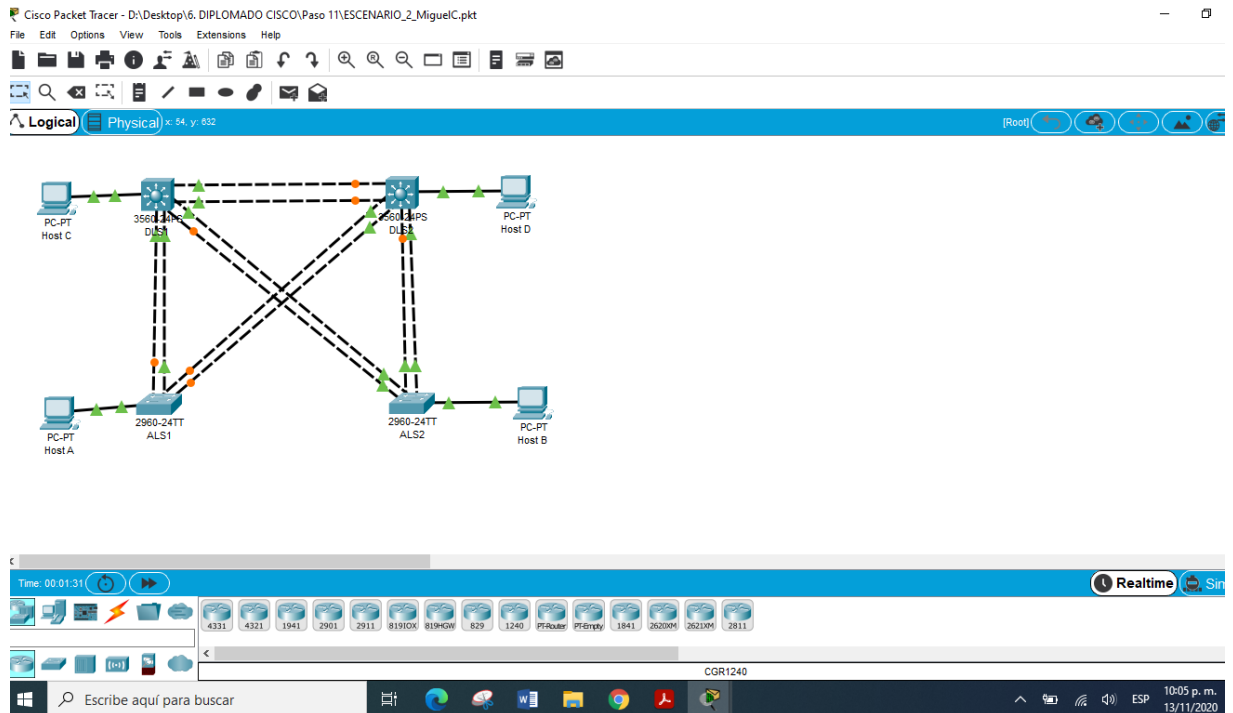 Cisco Packet Tracer - D:\Desktop\6. DIPLOMADO CISCO\Paso 11\ESCENARIO_2_MiguelC.pkt
File Edit Options View Tools Extensions Help
Logical Physical x: 54, y: 632 [Root]
PC-PT
Host C
3560-24PS
DLS1
3560-24PS
DLS2
PC-PT
Host D
PC-PT
Host A
2960-24TT
ALS1
2960-24TT
ALS2
PC-PT
Host B
Time: 00:01:31 Realtime Sim
4331 4321 1941 2901 2911 819IOX 819HGW 829 1240 PT-Router PT-Empty 1841 2620XM 2621XM 2811
CGR1240
Escribe aquí para buscar
ESP
10:05 p. m.
13/11/2020